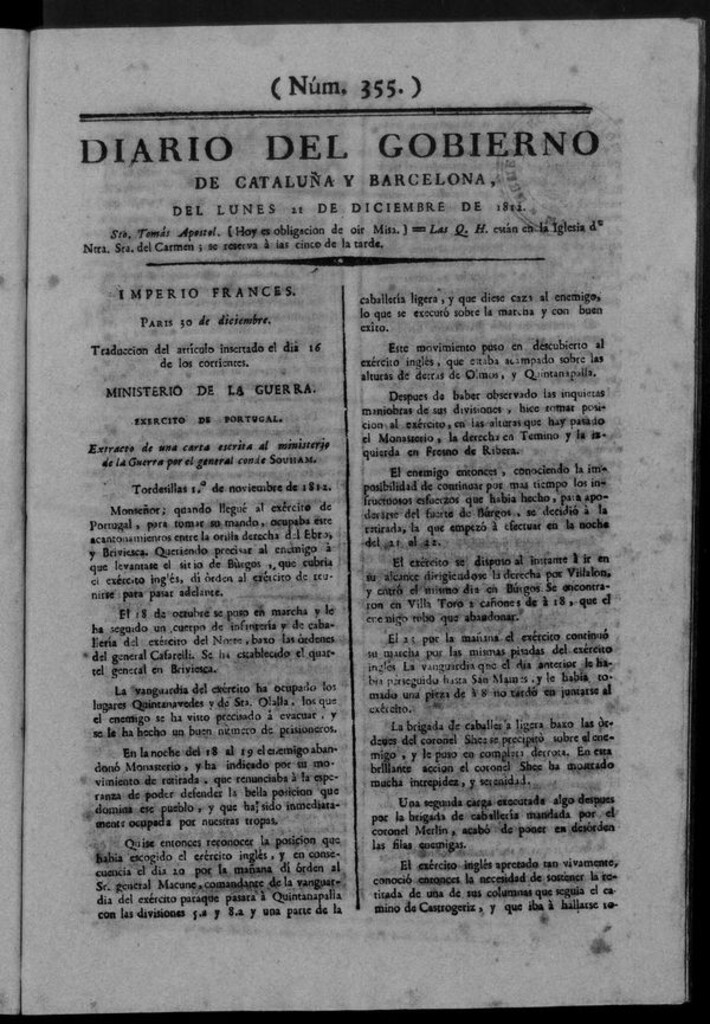 ( Núm. 355. )
DIARIO DEL GOBIERNO
DE CATALUÑA Y BARCELONA,
DEL LUNES 21 DE DICIEMBRE DE 1812.
Sto. Tomás Apostol. [ Hoy es obligacion de oir Misa. ] = Las Q. H. están en la Iglesia de
Ntra. Sra. del Carmen ; se reserva à las cinco de la tarde.
IMPERIO FRANCES.
PARIS 30 de diciembre.
Traduccion del artículo insertado el dia 16
de los corrientes.
MINISTERIO DE LA GUERRA.
EXERCITO DE PORTUGAL.
Extracto de una carta escrita al ministerio
de la Guerra por el general conde SOUHAM.
Tordesillas 1.º de noviembre de 1812.
Monseñor; quando llegué al exército de
Portugal, para tomar su mando, ocupaba este
acantonamientos entre la orilla derecha del Ebro,
y Briviesca. Queriendo precisar al enemigo à
que levantase el sitio de Búrgos , que cubria
el exército inglés, di órden al exército de reu-
nirse para pasar adelante.
El 18 de octubre se puso en marcha y le
ha seguido un cuerpo de infantería y de caba-
llería del exército del Norte, baxo las órdenes
del general Cafarelli. Se ha establecido el quar-
tel general en Briviesca.
La vanguardia del exército ha ocupado los
lugares Quintanavedes y de Sta. Olalla, los que
el enemigo se ha visto precisado à evacuar , y
se le ha hecho un buen número de prisioneros.
En la noche del 18 al 19 el enemigo aban-
donó Monasterio , y ha indicado por su mo-
vimiento de retirada , que renunciaba à la espe-
ranza de poder defender la bella posicion que
domina ese pueblo , y que ha sido inmediata-
mente ocupada por nuestras tropas.
Quise entonces reconocer la posicion que
habia escogido el exército inglés , y en conse-
cuencia el dia 20 por la mañana di órden al
Sr. general Macune, comandante de la vanguar-
dia del exército paraque pasara à Quintanapalla
con las divisiones 5.a y 8.a y una parte de la
caballería ligera , y que diese caza al enemigo,
lo que se executó sobre la marcha y con buen
exîto.
Este movimiento puso en descubierto al
exército inglés, que estaba acampado sobre las
alturas de detras de Olmos, y Quintanapalla.
Despues de haber observado las inquietas
maniobras de sus divisiones , hice tomar posi-
cion al exército, en las alturas que hay pasado
el Monasterio , la derecha en Temino y la iz-
quierda en Fresno de Ribera.
El enemigo entonces , conociendo la im-
posibilidad de continuar por mas tiempo los in-
fructuosos esfuerzos que habia hecho, para apo-
derarse del fuerte de Búrgos , se decidió à la
retirada, la que empezó à efectuar en la noche
del 21 al 22.
El exército se dispuso al instante à ir en
su alcance dirigiendose la derecha por Villalon,
y entró el mismo dia en Búrgos. Se encontra-
ron en Villa Toro 2 cañones de à 18 , que el
enemigo tubo que abandonar.
El 23 por la mañana el exército continuó
su marcha por las mismas pisadas del exército
inglés. La vanguardia que el dia anterior le ha-
bia perseguido hasta San Mames , y le habia to-
mado una pieza de à 8 no tardó en juntarse al
exército.
La brigada de caballería ligera baxo las ór-
denes del coronel Shee se precipitó sobre el ene-
migo , y le puso en completa derrota. En esta
brillante accion el coronel Shee ha mostrado
mucha intrepidez, y serenidad.
Una segunda carga executada algo despues
por la brigada de caballería mandada por el
coronel Merlin, acabó de poner en desórden
las filas enemigas.
El exército inglés apretado tan vivamente,
conoció entonces la necesidad de sostener la re-
tirada de una de sus columnas que seguia el ca-
mino de Castrogeriz, y que iba à hallarse to-